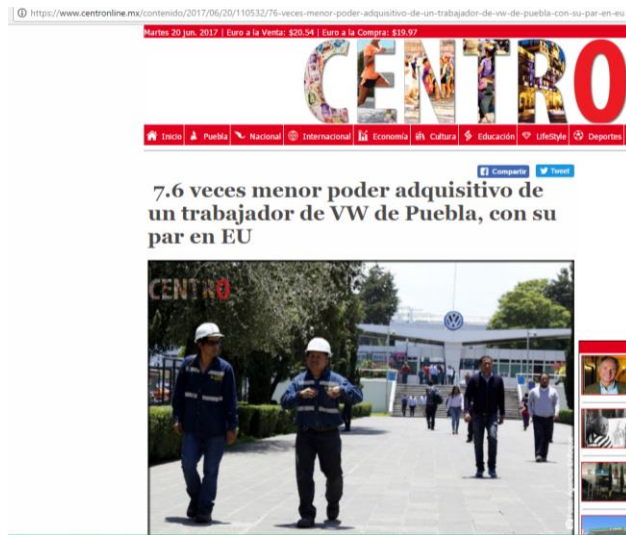 https://www.centronline.mx/contenido/2017/06/20/110532/76-veces-menor-poder-adquisitivo-de-un-trabajador-de-vw-de-puebla-con-su-par-en-eu
Martes 20 jun. 2017 | Euro a la Venta: $20.54 | Euro a la Compra: $19.97
CENTRO
Inicio Puebla Nacional Internacional Economía Cultura Educación LifeStyle Deportes
Compartir Tweet
7.6 veces menor poder adquisitivo de
un trabajador de VW de Puebla, con su
par en EU
CENTRO